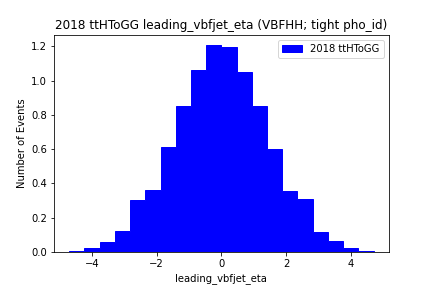 2018 ttHToGG leading_vbfjet_eta (VBFHH; tight pho_id)
2018 ttHToGG
Number of Events
1.2
1.0
0.8
0.6
0.4
0.2
0.0
−4 −2 0 2 4
leading_vbfjet_eta